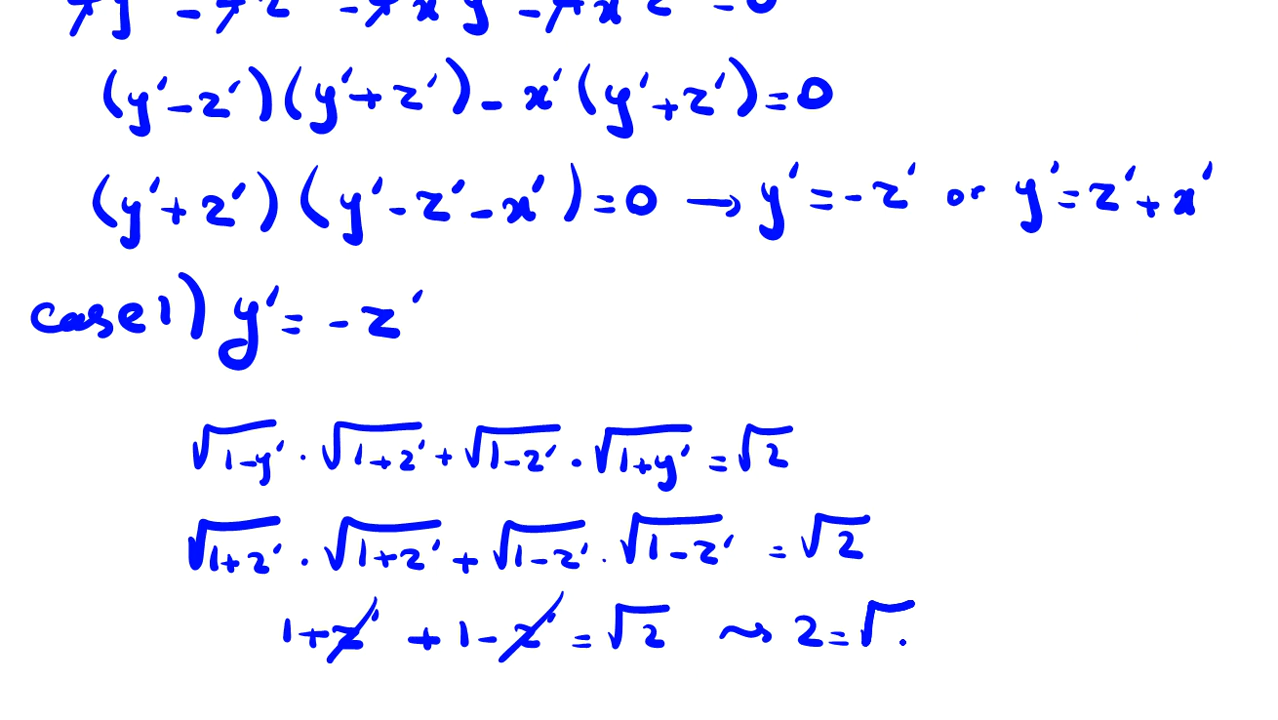 (y'-z')(y'+z')-x'(y'+z')=0
(y'+z')(y'-z'-x')=0 → y'=-z' or y'=z'+x'
case1) y'=-z'
√(1-y') · √(1+z') + √(1-z') · √(1+y') = √2
√(1+z') · √(1+z') + √(1-z') · √(1-z') = √2
1+z' + 1-z' = √2 ⇝ 2=√.